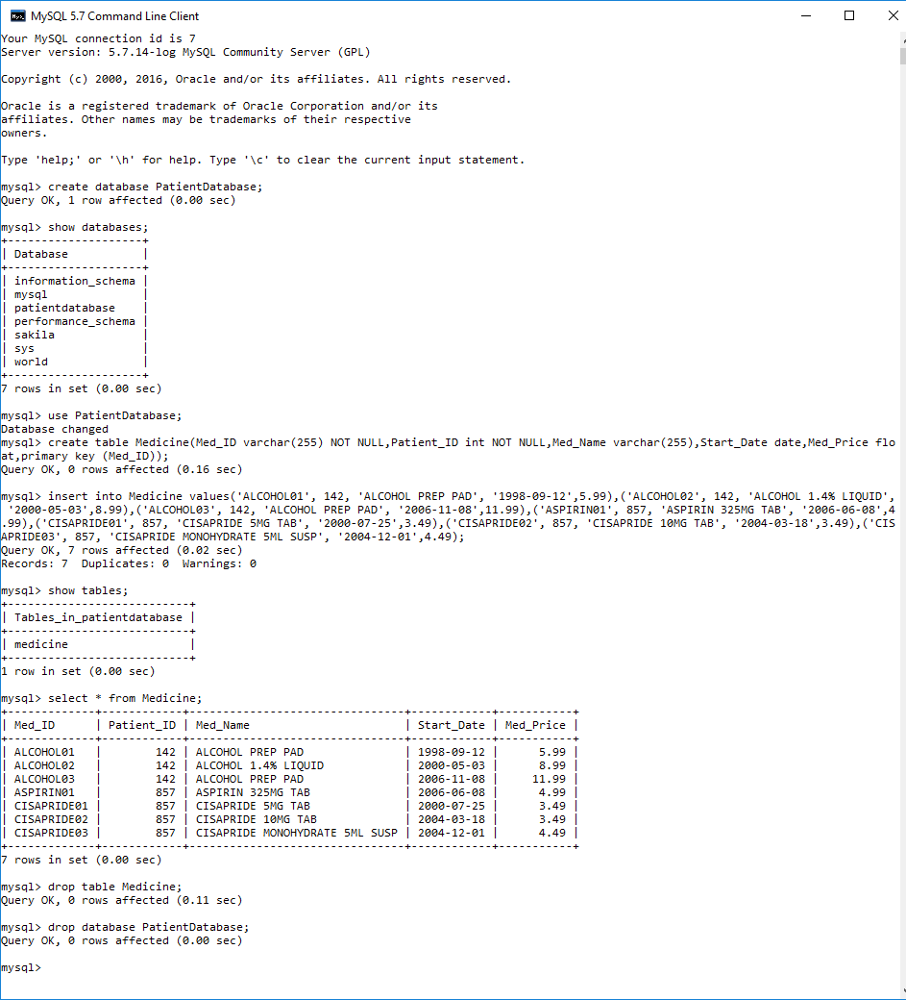 MySQL 5.7 Command Line Client
Your MySQL connection id is 7
Server version: 5.7.14-log MySQL Community Server (GPL)
Copyright (c) 2000, 2016, Oracle and/or its affiliates. All rights reserved.
Oracle is a registered trademark of Oracle Corporation and/or its
affiliates. Other names may be trademarks of their respective
owners.
Type 'help;' or '\h' for help. Type '\c' to clear the current input statement.
mysql> create database PatientDatabase;
Query OK, 1 row affected (0.00 sec)
mysql> show databases;
+--------------------+
| Database           |
+--------------------+
| information_schema |
| mysql              |
| patientdatabase    |
| performance_schema |
| sakila             |
| sys                |
| world              |
+--------------------+
7 rows in set (0.00 sec)
mysql> use PatientDatabase;
Database changed
mysql> create table Medicine(Med_ID varchar(255) NOT NULL,Patient_ID int NOT NULL,Med_Name varchar(255),Start_Date date,Med_Price flo
at,primary key (Med_ID));
Query OK, 0 rows affected (0.16 sec)
mysql> insert into Medicine values('ALCOHOL01', 142, 'ALCOHOL PREP PAD', '1998-09-12',5.99),('ALCOHOL02', 142, 'ALCOHOL 1.4% LIQUID',
 '2000-05-03',8.99),('ALCOHOL03', 142, 'ALCOHOL PREP PAD', '2006-11-08',11.99),('ASPIRIN01', 857, 'ASPIRIN 325MG TAB', '2006-06-08',4
.99),('CISAPRIDE01', 857, 'CISAPRIDE 5MG TAB', '2000-07-25',3.49),('CISAPRIDE02', 857, 'CISAPRIDE 10MG TAB', '2004-03-18',3.49),('CIS
APRIDE03', 857, 'CISAPRIDE MONOHYDRATE 5ML SUSP', '2004-12-01',4.49);
Query OK, 7 rows affected (0.02 sec)
Records: 7  Duplicates: 0  Warnings: 0
mysql> show tables;
+---------------------------+
| Tables_in_patientdatabase |
+---------------------------+
| medicine                  |
+---------------------------+
1 row in set (0.00 sec)
mysql> select * from Medicine;
+-------------+------------+--------------------------------+------------+-----------+
| Med_ID      | Patient_ID | Med_Name                       | Start_Date | Med_Price |
+-------------+------------+--------------------------------+------------+-----------+
| ALCOHOL01   |        142 | ALCOHOL PREP PAD               | 1998-09-12 |      5.99 |
| ALCOHOL02   |        142 | ALCOHOL 1.4% LIQUID            | 2000-05-03 |      8.99 |
| ALCOHOL03   |        142 | ALCOHOL PREP PAD               | 2006-11-08 |     11.99 |
| ASPIRIN01   |        857 | ASPIRIN 325MG TAB              | 2006-06-08 |      4.99 |
| CISAPRIDE01 |        857 | CISAPRIDE 5MG TAB              | 2000-07-25 |      3.49 |
| CISAPRIDE02 |        857 | CISAPRIDE 10MG TAB             | 2004-03-18 |      3.49 |
| CISAPRIDE03 |        857 | CISAPRIDE MONOHYDRATE 5ML SUSP | 2004-12-01 |      4.49 |
+-------------+------------+--------------------------------+------------+-----------+
7 rows in set (0.00 sec)
mysql> drop table Medicine;
Query OK, 0 rows affected (0.11 sec)
mysql> drop database PatientDatabase;
Query OK, 0 rows affected (0.00 sec)
mysql>